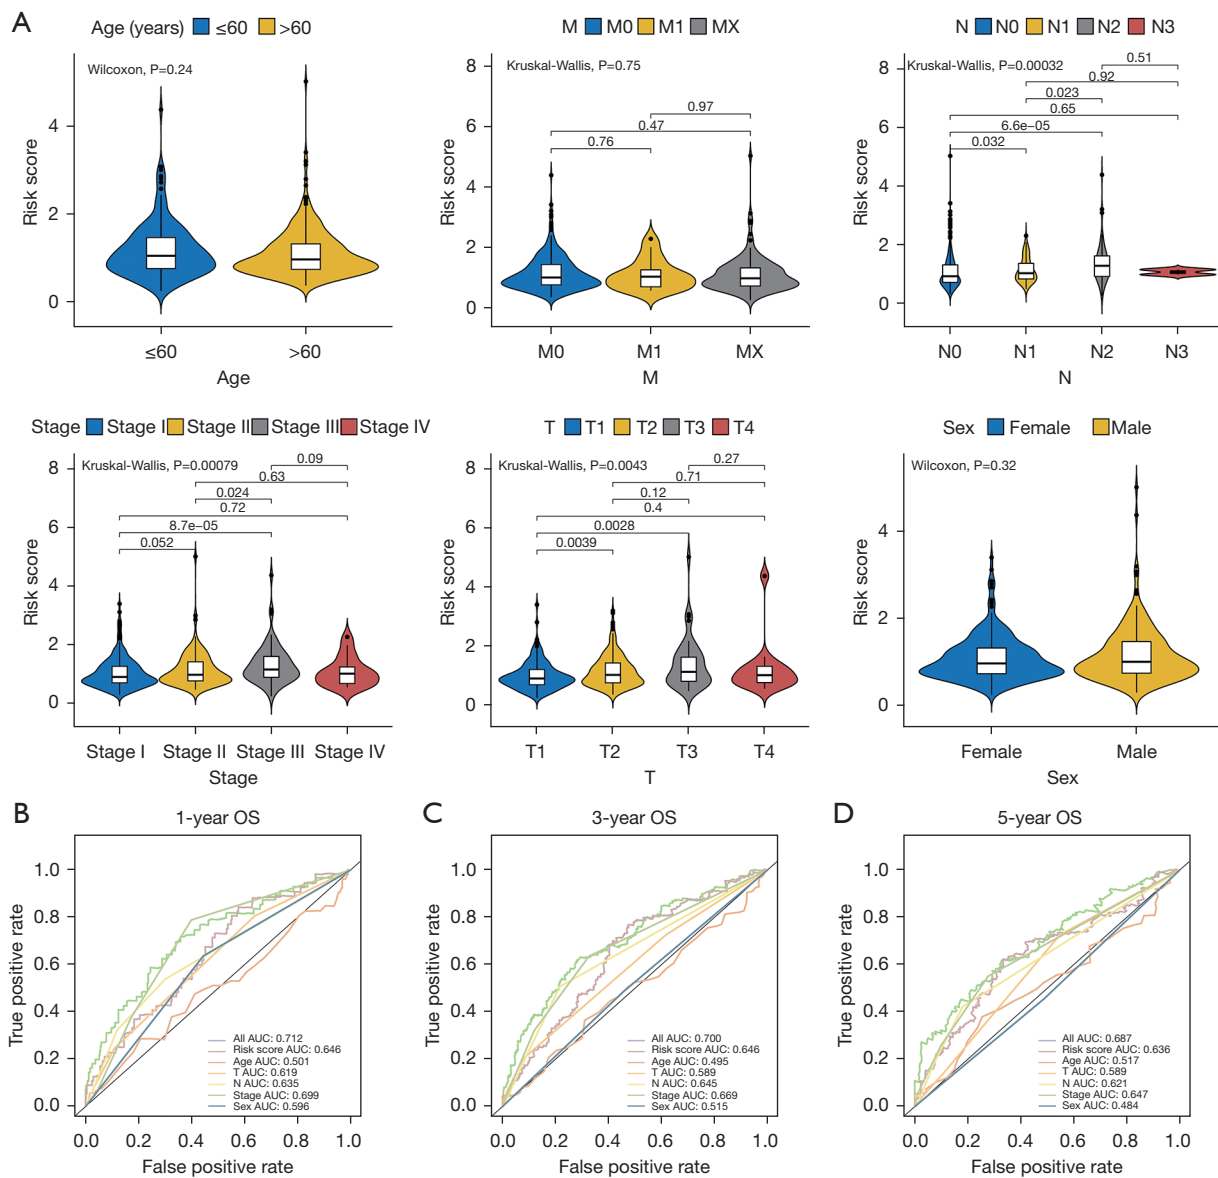 A
Age (years) ≤60 >60
Wilcoxon, P=0.24
Risk score
4
2
0
≤60 >60
Age
M M0 M1 MX
Kruskal-Wallis, P=0.75
0.97
0.47
0.76
Risk score
8
6
4
2
0
M0 M1 MX
M
N N0 N1 N2 N3
Kruskal-Wallis, P=0.00032
0.51
0.92
0.023
0.65
6.6e−05
0.032
Risk score
8
6
4
2
0
N0 N1 N2 N3
N
Stage Stage I Stage II Stage III Stage IV
Kruskal-Wallis, P=0.00079
0.09
0.63
0.024
0.72
8.7e−05
0.052
Risk score
8
6
4
2
0
Stage I Stage II Stage III Stage IV
Stage
T T1 T2 T3 T4
Kruskal-Wallis, P=0.0043
0.27
0.71
0.12
0.4
0.0028
0.0039
Risk score
8
6
4
2
0
T1 T2 T3 T4
T
Sex Female Male
Wilcoxon, P=0.32
Risk score
4
2
0
Female Male
Sex
B
1-year OS
True positive rate
1.0
0.8
0.6
0.4
0.2
0.0
All AUC: 0.712
Risk score AUC: 0.646
Age AUC: 0.501
T AUC: 0.619
N AUC: 0.635
Stage AUC: 0.699
Sex AUC: 0.596
0.0 0.2 0.4 0.6 0.8 1.0
False positive rate
C
3-year OS
True positive rate
1.0
0.8
0.6
0.4
0.2
0.0
All AUC: 0.700
Risk score AUC: 0.646
Age AUC: 0.495
T AUC: 0.589
N AUC: 0.645
Stage AUC: 0.669
Sex AUC: 0.515
0.0 0.2 0.4 0.6 0.8 1.0
False positive rate
D
5-year OS
True positive rate
1.0
0.8
0.6
0.4
0.2
0.0
All AUC: 0.687
Risk score AUC: 0.636
Age AUC: 0.517
T AUC: 0.589
N AUC: 0.621
Stage AUC: 0.647
Sex AUC: 0.484
0.0 0.2 0.4 0.6 0.8 1.0
False positive rate